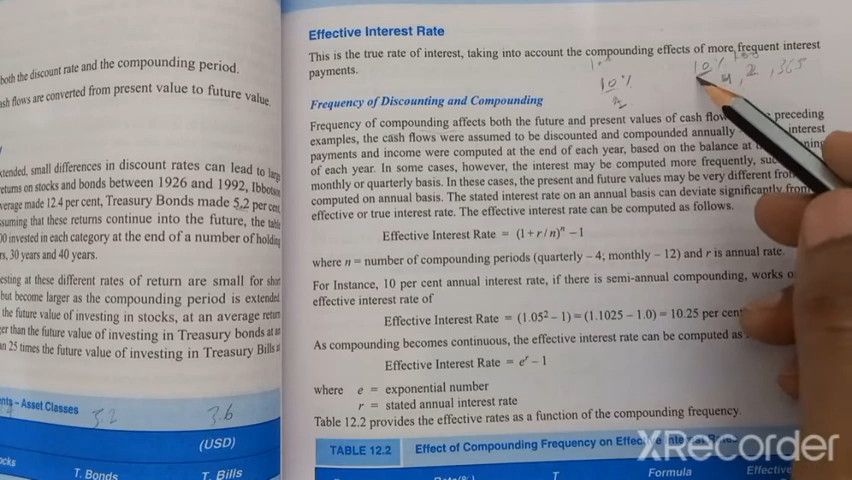 both the discount rate and the compounding period.
ash flows are converted from present value to future value.
xtended, small differences in discount rates can lead to large
returns on stocks and bonds between 1926 and 1992, Ibbotson
verage made 12.4 per cent, Treasury Bonds made 5.2 per cent
ssuming that these returns continue into the future, the table
00 invested in each category at the end of a number of holding
rs, 30 years and 40 years.
esting at these different rates of return are small for short
but become larger as the compounding period is extended
the future value of investing in stocks, at an average return
ger than the future value of investing in Treasury bonds at an
an 25 times the future value of investing in Treasury Bills a
nts – Asset Classes
5.2 3.6
(USD)
ocks T. Bonds T. Bills
Effective Interest Rate
This is the true rate of interest, taking into account the compounding effects of more frequent interest
payments.
10% 10% 4, 2, 365
2
Frequency of Discounting and Compounding
Frequency of compounding affects both the future and present values of cash flow preceding
examples, the cash flows were assumed to be discounted and compounded annually interest
payments and income were computed at the end of each year, based on the balance at
of each year. In some cases, however, the interest may be computed more frequently, suc
monthly or quarterly basis. In these cases, the present and future values may be very different from
computed on annual basis. The stated interest rate on an annual basis can deviate significantly from
effective or true interest rate. The effective interest rate can be computed as follows.
Effective Interest Rate = (1+r/n)ⁿ – 1
where n = number of compounding periods (quarterly – 4; monthly – 12) and r is annual rate.
For Instance, 10 per cent annual interest rate, if there is semi-annual compounding, works o
effective interest rate of
Effective Interest Rate = (1.05² – 1) = (1.1025 – 1.0) = 10.25 per cent
As compounding becomes continuous, the effective interest rate can be computed as
Effective Interest Rate = eʳ – 1
where e = exponential number
r = stated annual interest rate
Table 12.2 provides the effective rates as a function of the compounding frequency.
TABLE 12.2 Effect of Compounding Frequency on Effective Interest Rates
Rate(%) T Formula Effective
XRecorder